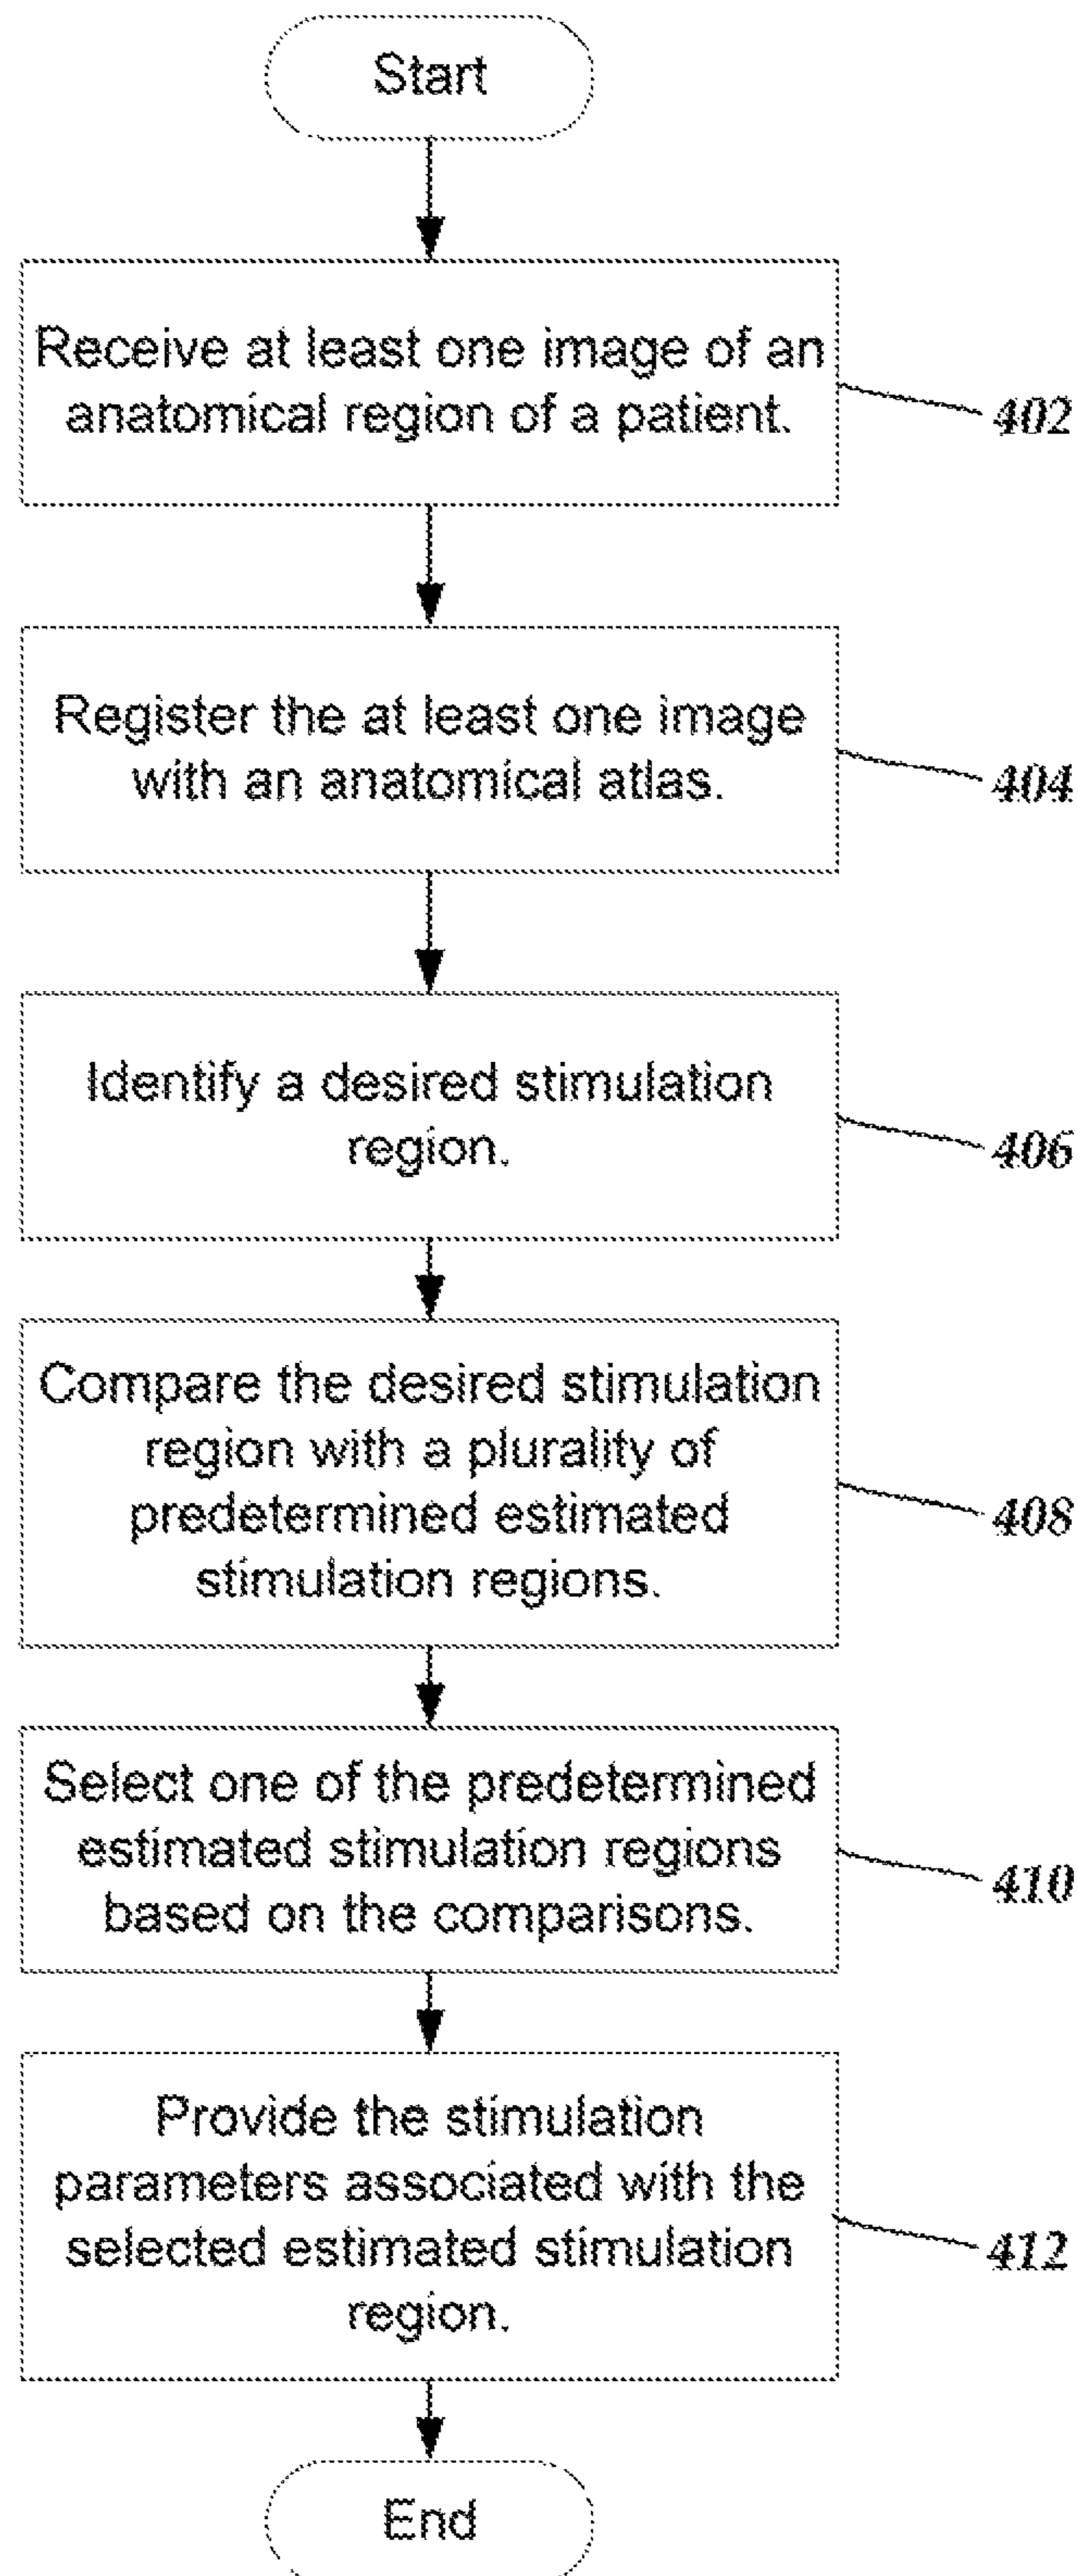 Start
Receive at least one image of an
anatomical region of a patient.
402
Register the at least one image
with an anatomical atlas.
404
Identify a desired stimulation
region.
406
Compare the desired stimulation
region with a plurality of
predetermined estimated
stimulation regions.
408
Select one of the predetermined
estimated stimulation regions
based on the comparisons.
410
Provide the stimulation
parameters associated with the
selected estimated stimulation
region.
412
End